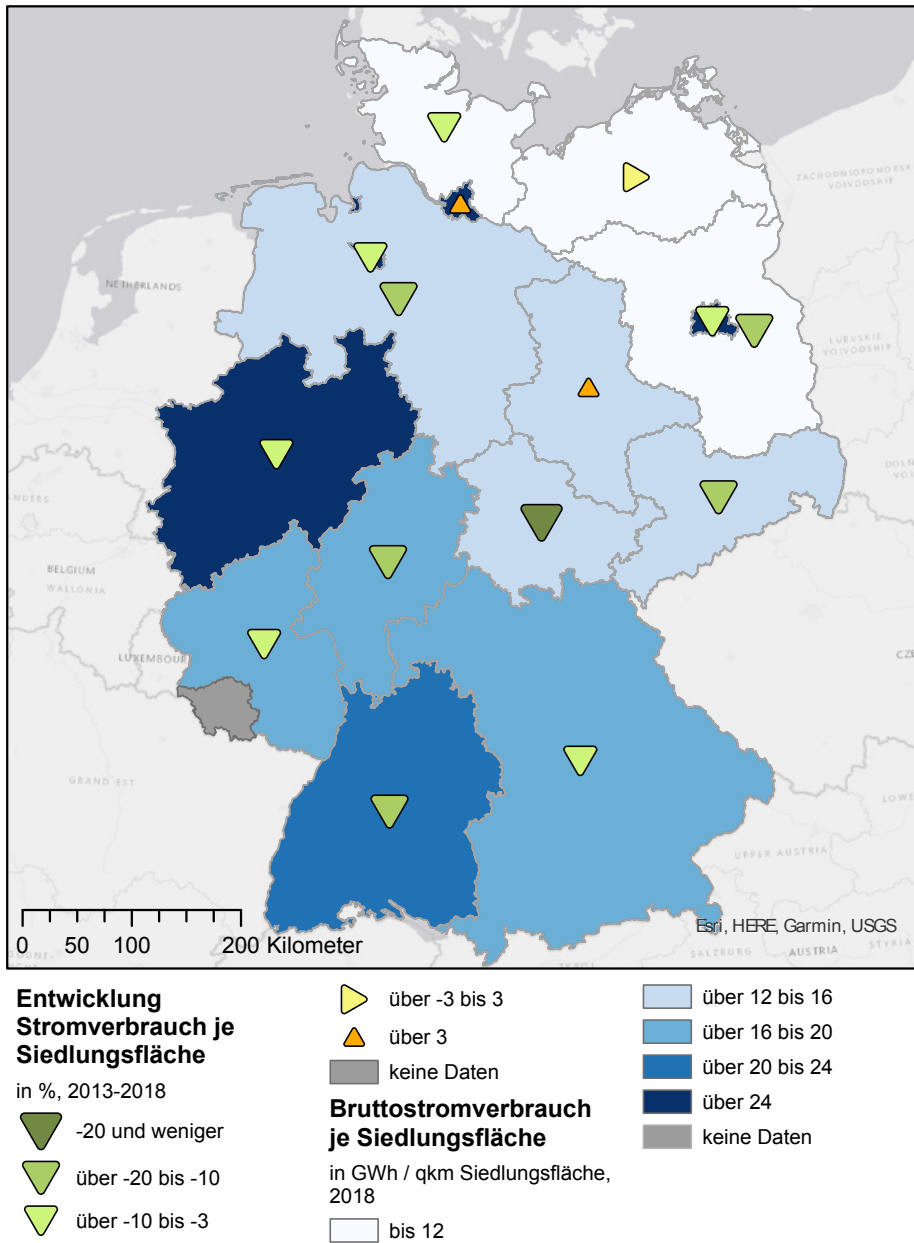 ZACHODNIOPOMORSKIE
VOIVODSHIP
NETHERLANDS
LUBUSKIE
VOIVODSHIP
BELGIUM
WALLONIA
LUXEMBOURG
GRAND EST
UPPER AUSTRIA
0 50 100 200 Kilometer
Esri, HERE, Garmin, USGS
SALZBURG
AUSTRIA
STYRIA
Entwicklung
Stromverbrauch je
Siedlungsfläche
in %, 2013-2018
-20 und weniger
über -20 bis -10
über -10 bis -3
über -3 bis 3
über 3
keine Daten
Bruttostromverbrauch
je Siedlungsfläche
in GWh / qkm Siedlungsfläche,
2018
bis 12
über 12 bis 16
über 16 bis 20
über 20 bis 24
über 24
keine Daten